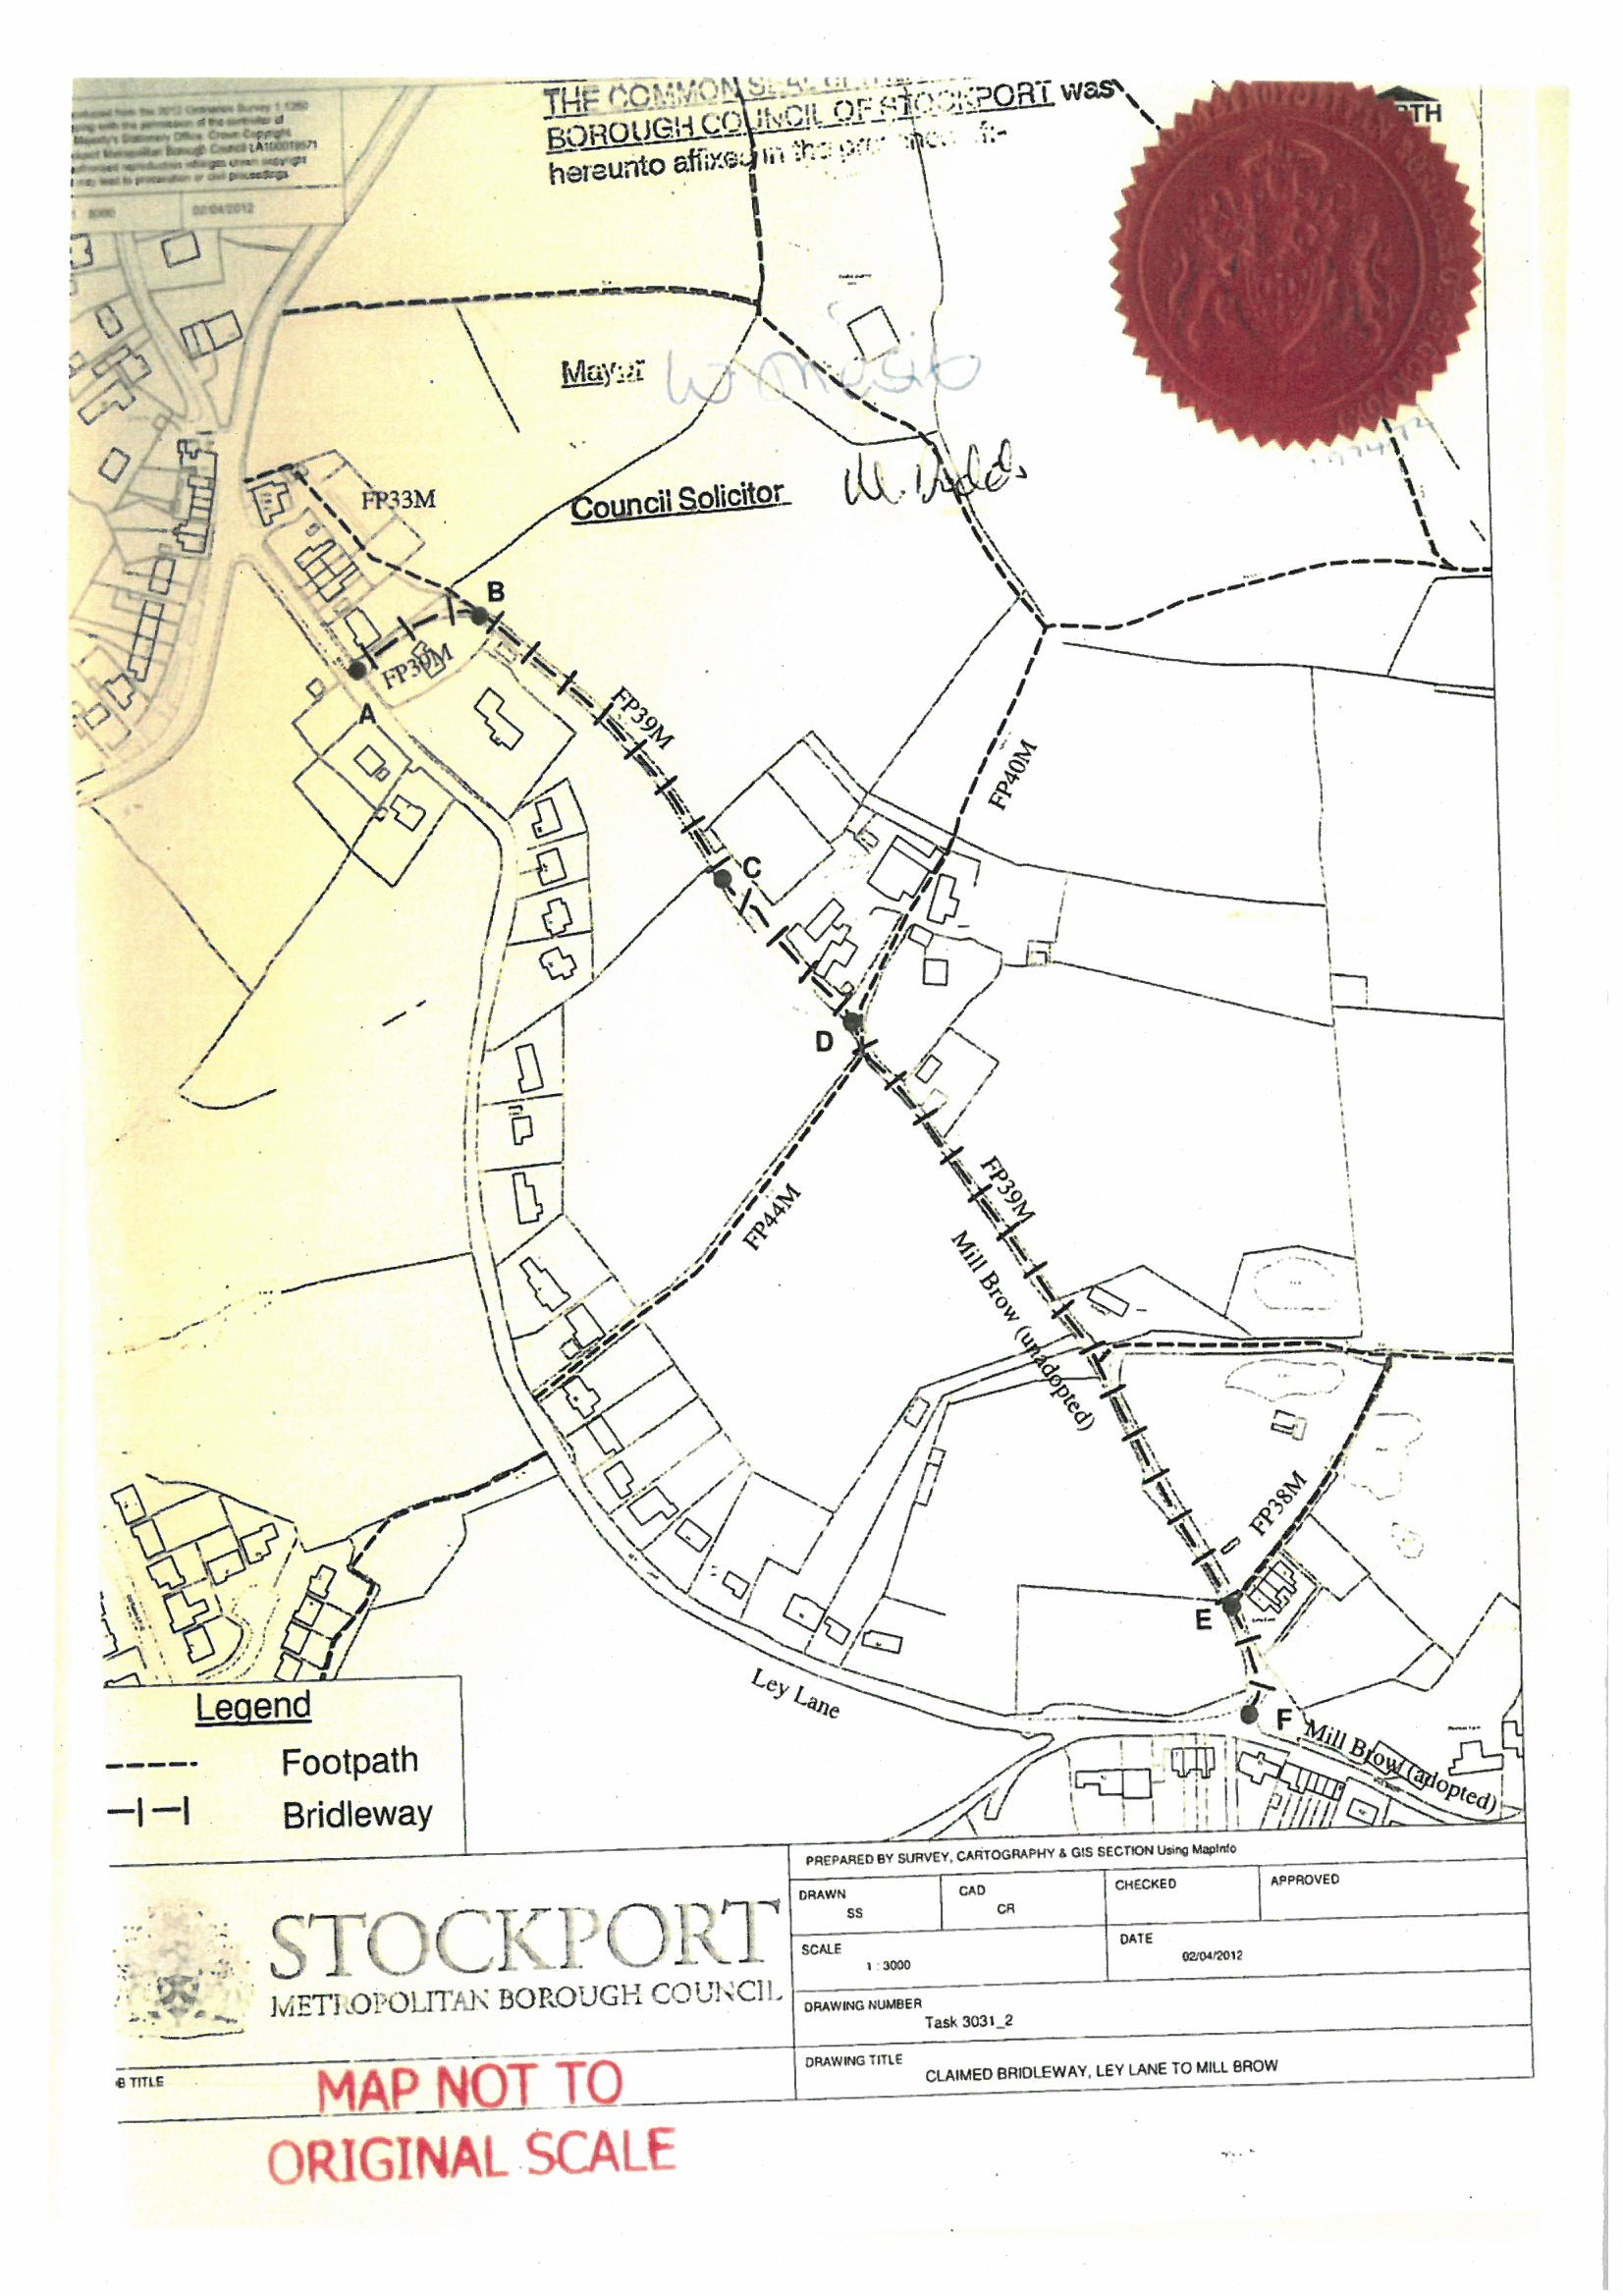 THE COMMON SEAL OF
BOROUGH COUNCIL OF STOCKPORT was
hereunto affixed in the
02/04/2012
Mayor
Council Solicitor
FP33M
B
FP39M
A
FP39M
FP40M
C
D
FP39M
FP44M
Mill Brow (unadopted)
FP38M
E
Ley Lane
F
Mill Brow (adopted)
Legend
Footpath
Bridleway
PREPARED BY SURVEY, CARTOGRAPHY & GIS SECTION Using MapInfo
DRAWN
SS
CAD
CR
CHECKED
APPROVED
SCALE
1 : 3000
DATE
02/04/2012
DRAWING NUMBER
Task 3031_2
DRAWING TITLE
CLAIMED BRIDLEWAY, LEY LANE TO MILL BROW
STOCKPORT
METROPOLITAN BOROUGH COUNCIL
B TITLE
MAP NOT TO
ORIGINAL SCALE